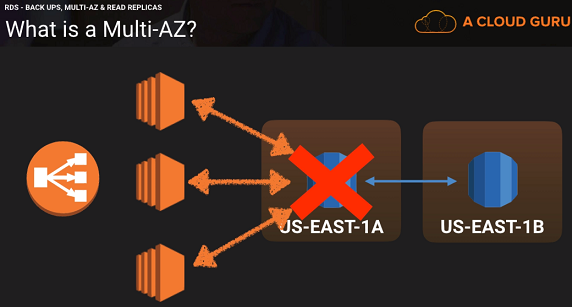 RDS - BACK UPS, MULTI-AZ & READ REPLICAS
What is a Multi-AZ?
A CLOUD GURU
US-EAST-1A
US-EAST-1B